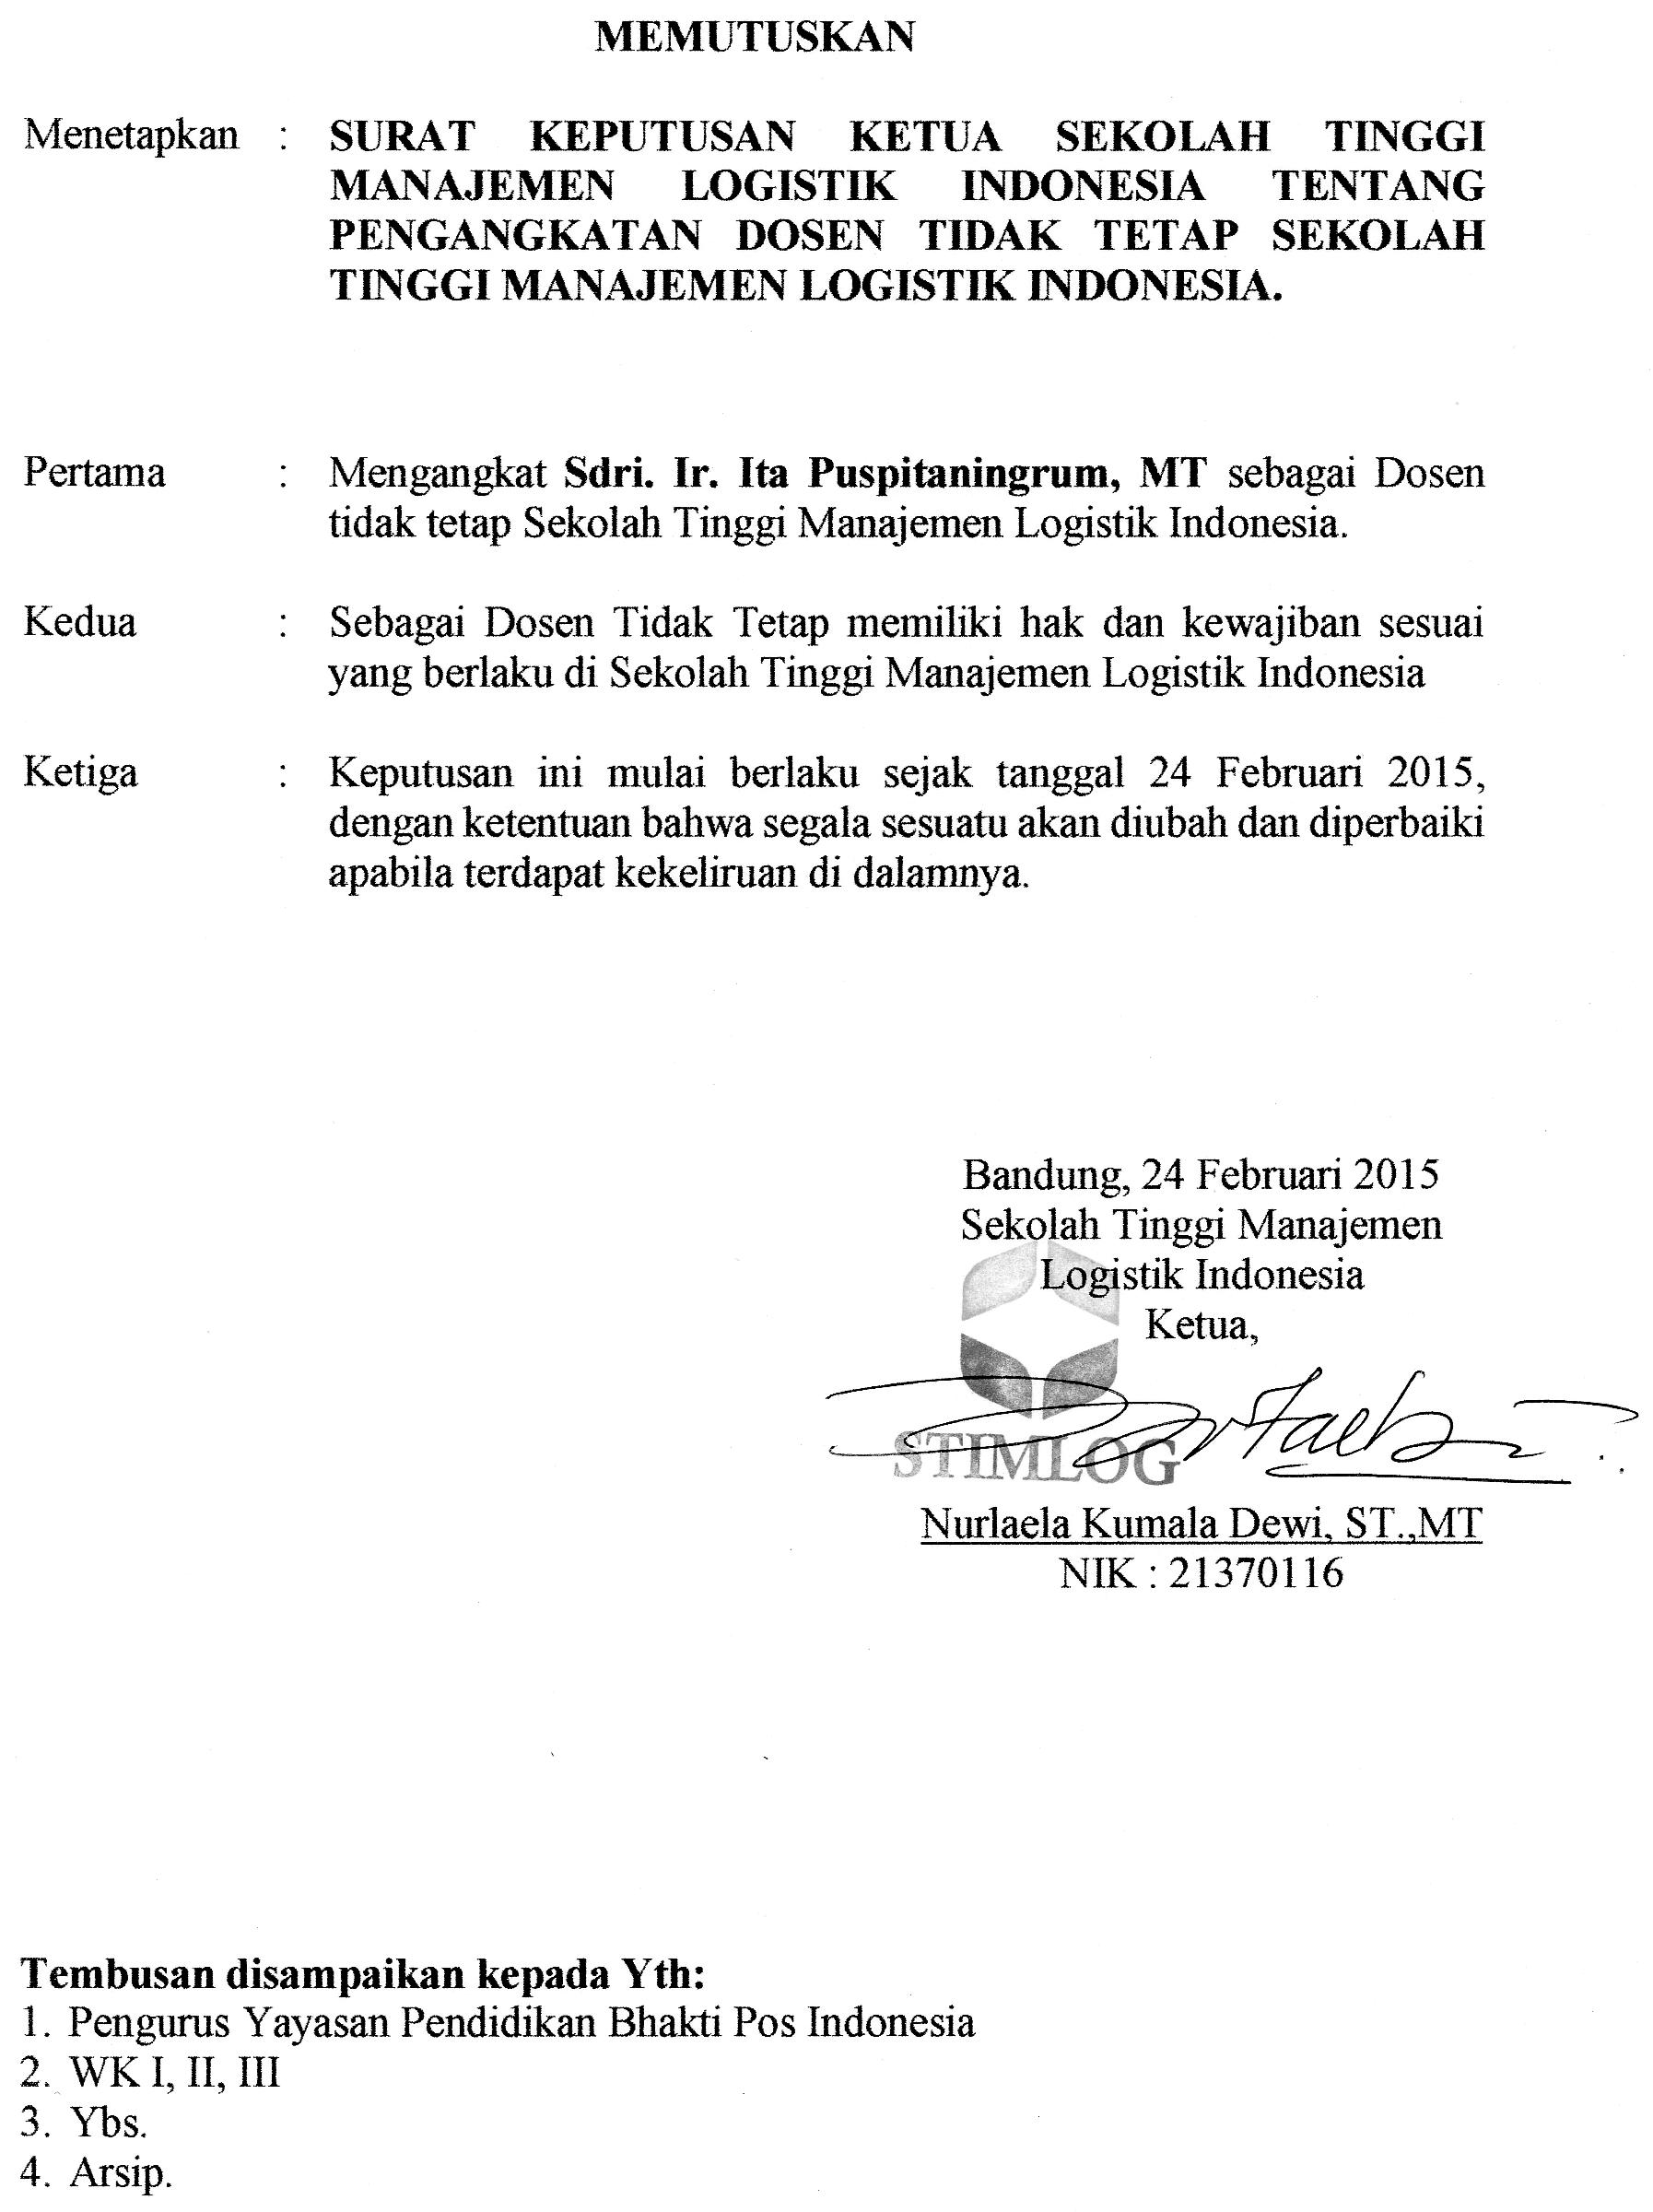 MEMUTUSKAN
Menetapkan : SURAT KEPUTUSAN KETUA SEKOLAH TINGGI
MANAJEMEN LOGISTIK INDONESIA TENTANG
PENGANGKATAN DOSEN TIDAK TETAP SEKOLAH
TINGGI MANAJEMEN LOGISTIK INDONESIA.
Pertama : Mengangkat Sdri. Ir. Ita Puspitaningrum, MT sebagai Dosen
tidak tetap Sekolah Tinggi Manajemen Logistik Indonesia.
Kedua : Sebagai Dosen Tidak Tetap memiliki hak dan kewajiban sesuai
yang berlaku di Sekolah Tinggi Manajemen Logistik Indonesia
Ketiga : Keputusan ini mulai berlaku sejak tanggal 24 Februari 2015,
dengan ketentuan bahwa segala sesuatu akan diubah dan diperbaiki
apabila terdapat kekeliruan di dalamnya.
Bandung, 24 Februari 2015
Sekolah Tinggi Manajemen
Logistik Indonesia
Ketua,
STIMLOG
Nurlaela Kumala Dewi, ST.,MT
NIK : 21370116
Tembusan disampaikan kepada Yth:
1. Pengurus Yayasan Pendidikan Bhakti Pos Indonesia
2. WK I, II, III
3. Ybs.
4. Arsip.